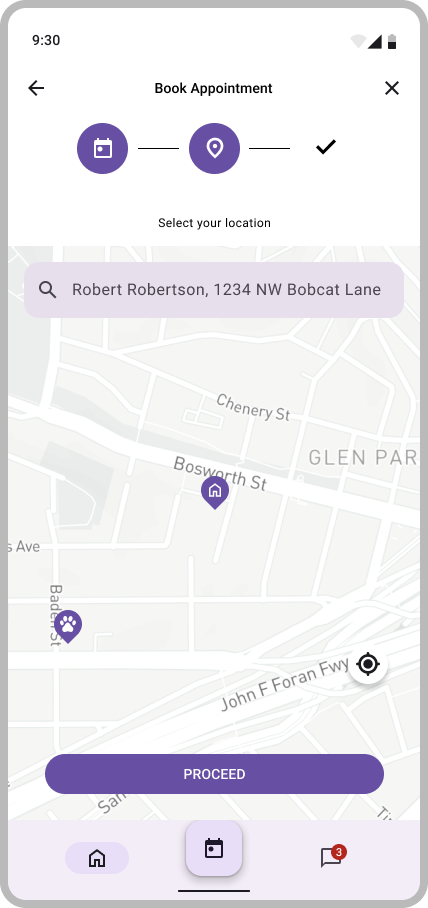 9:30
Book Appointment
Select your location
Robert Robertson, 1234 NW Bobcat Lane
Chenery St
GLEN PAR
Bosworth St
s Ave
Baden St
John F Foran Fwy
PROCEED
San
3